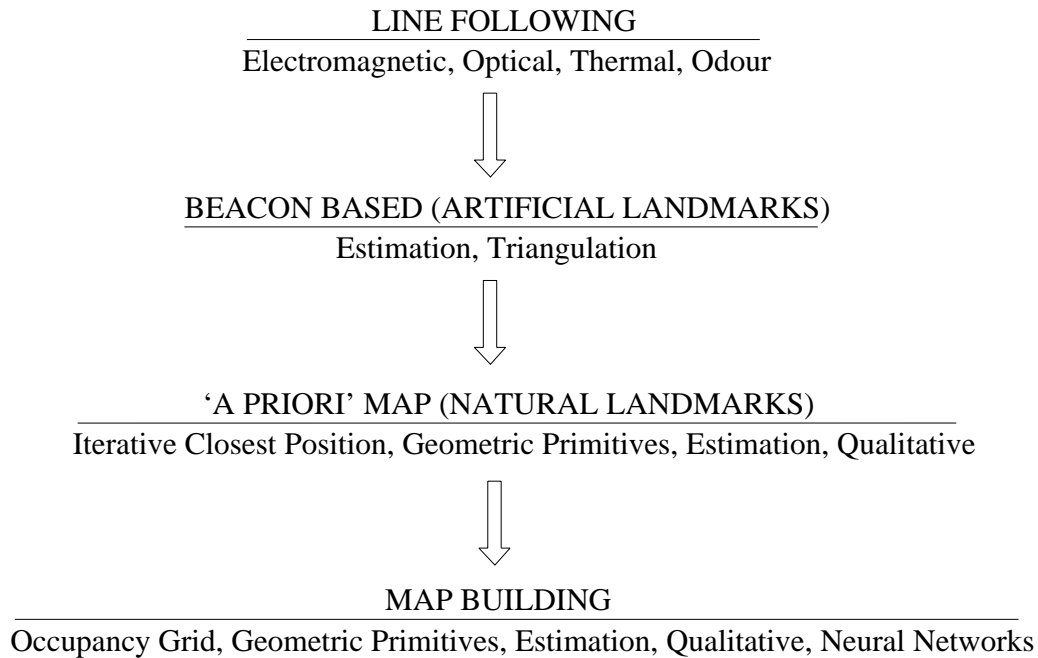 LINE FOLLOWING
Electromagnetic, Optical, Thermal, Odour
BEACON BASED (ARTIFICIAL LANDMARKS)
Estimation, Triangulation
‘A PRIORI’ MAP (NATURAL LANDMARKS)
Iterative Closest Position, Geometric Primitives, Estimation, Qualitative
MAP BUILDING
Occupancy Grid, Geometric Primitives, Estimation, Qualitative, Neural Networks